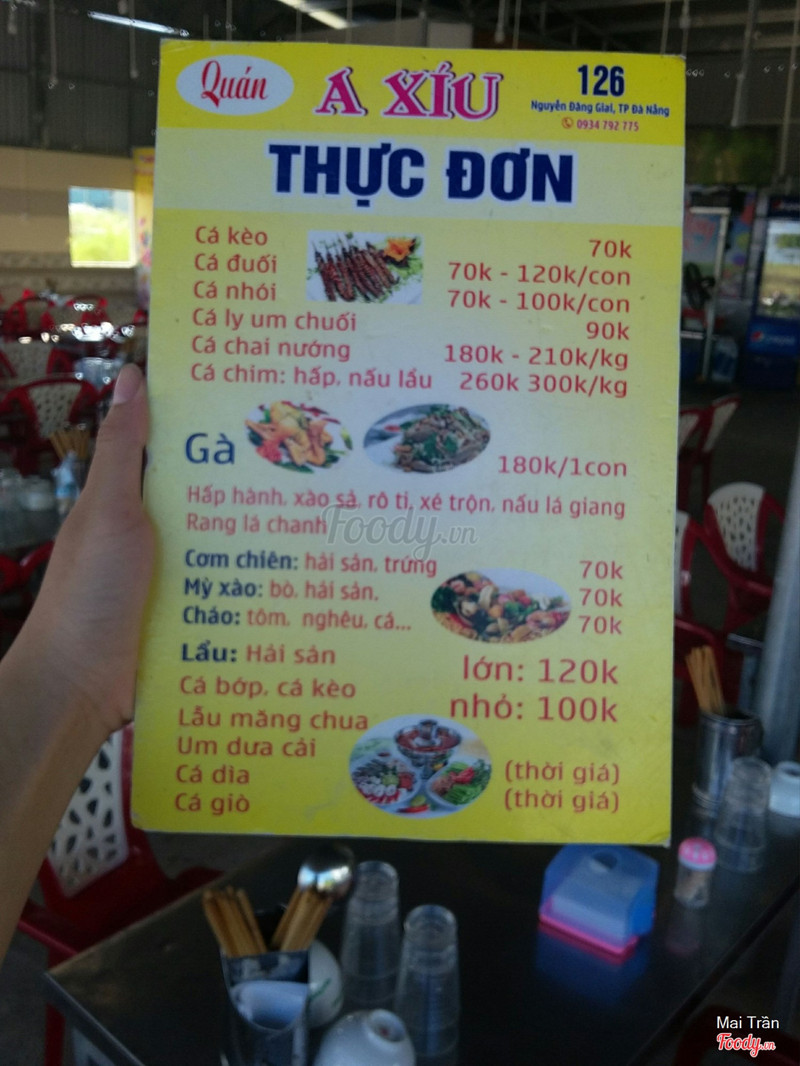 Quán A XÍU 126
Nguyễn Đăng Giai, TP Đà Nẵng
0934 792 775
THỰC ĐƠN
Cá kèo 70k
Cá đuối 70k - 120k/con
Cá nhói 70k - 100k/con
Cá ly um chuối 90k
Cá chai nướng 180k - 210k/kg
Cá chim: hấp, nấu lẩu 260k 300k/kg
Gà 180k/1con
Hấp hành, xào sả, rô ti, xé trộn, nấu lá giang
Rang lá chanh
Foody.vn
Cơm chiên: hải sản, trứng 70k
Mỳ xào: bò, hải sản. 70k
Cháo: tôm, nghêu, cá... 70k
Lẩu: Hải sản lớn: 120k
Cá bớp, cá kèo nhỏ: 100k
Lẩu măng chua
Um dưa cải
Cá dìa (thời giá)
Cá giò (thời giá)
pepsi
Mai Trần
Foody.vn